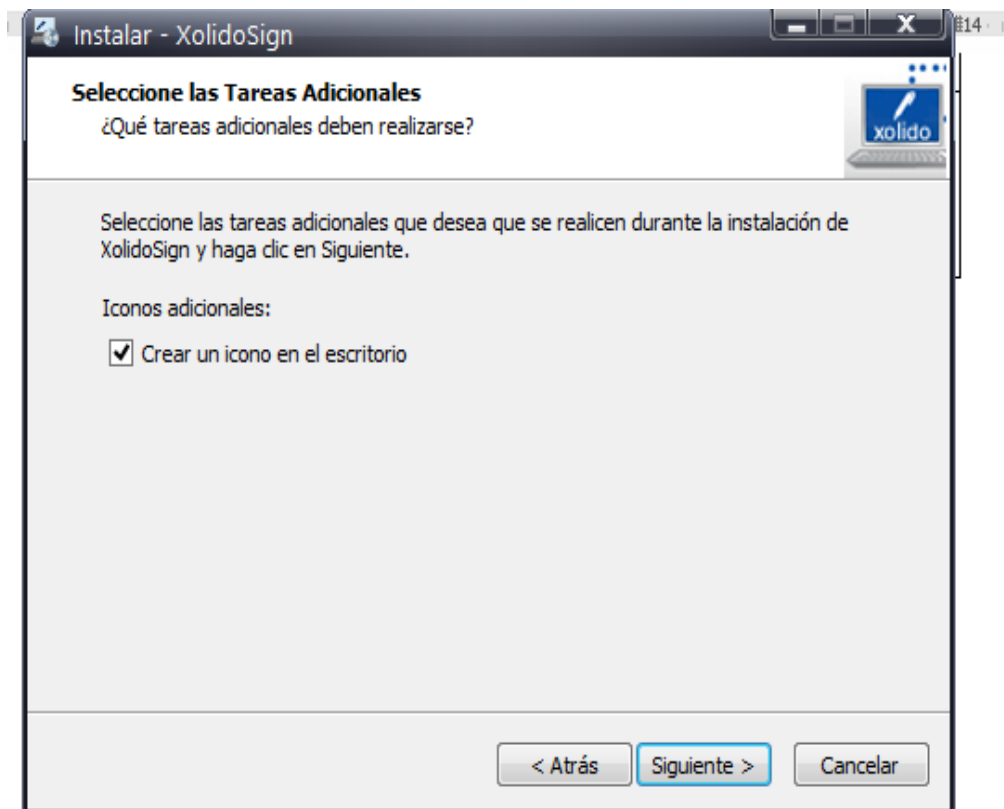 Instalar - XolidoSign
14
Seleccione las Tareas Adicionales
¿Qué tareas adicionales deben realizarse?
xolido
Seleccione las tareas adicionales que desea que se realicen durante la instalación de
XolidoSign y haga clic en Siguiente.
Iconos adicionales:
Crear un icono en el escritorio
< Atrás
Siguiente >
Cancelar